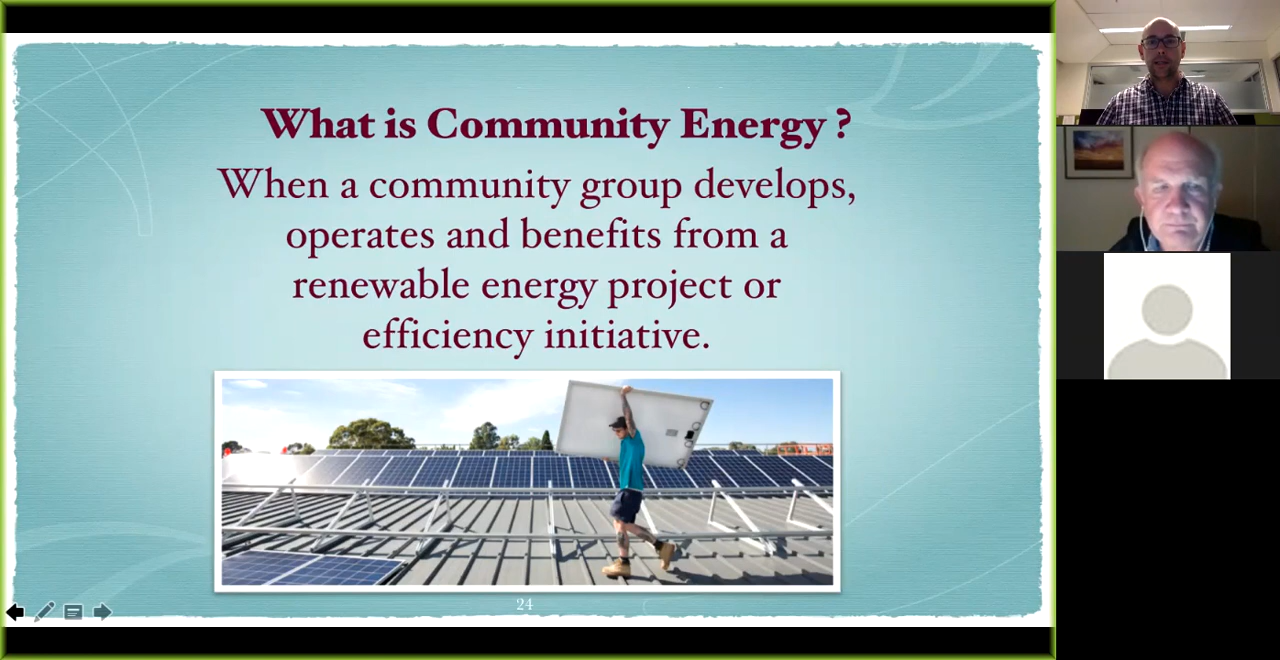 What is Community Energy ?
When a community group develops,
operates and benefits from a
renewable energy project or
efficiency initiative.
24